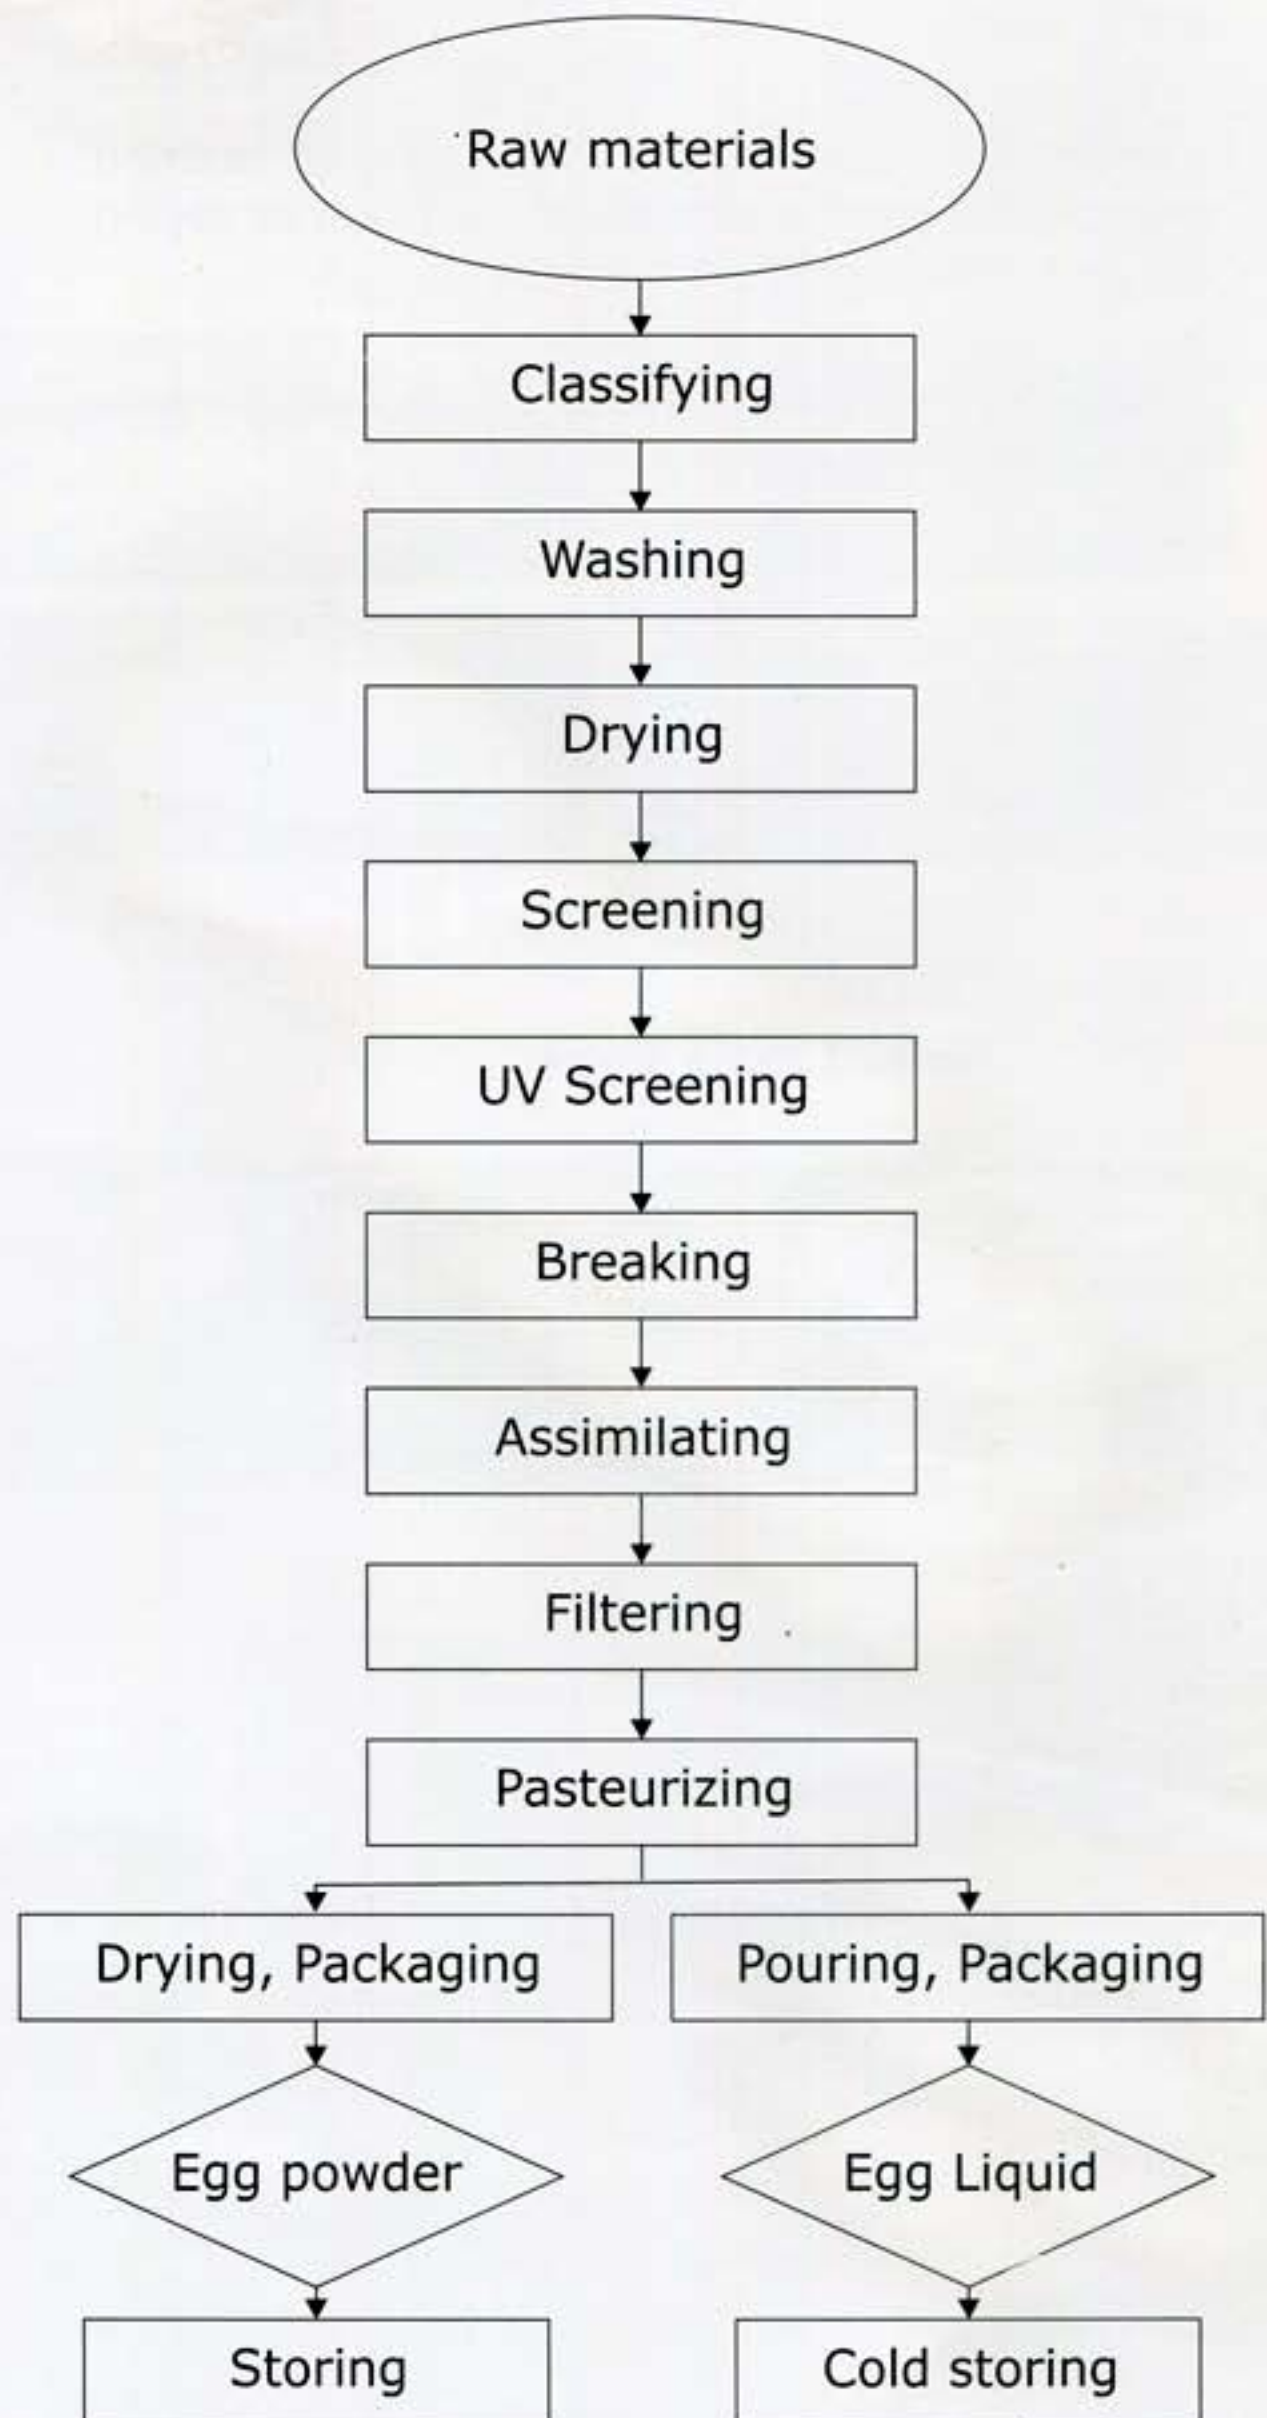 Raw materials
Classifying
Washing
Drying
Screening
UV Screening
Breaking
Assimilating
Filtering
Pasteurizing
Drying, Packaging
Pouring, Packaging
Egg powder
Egg Liquid
Storing
Cold storing